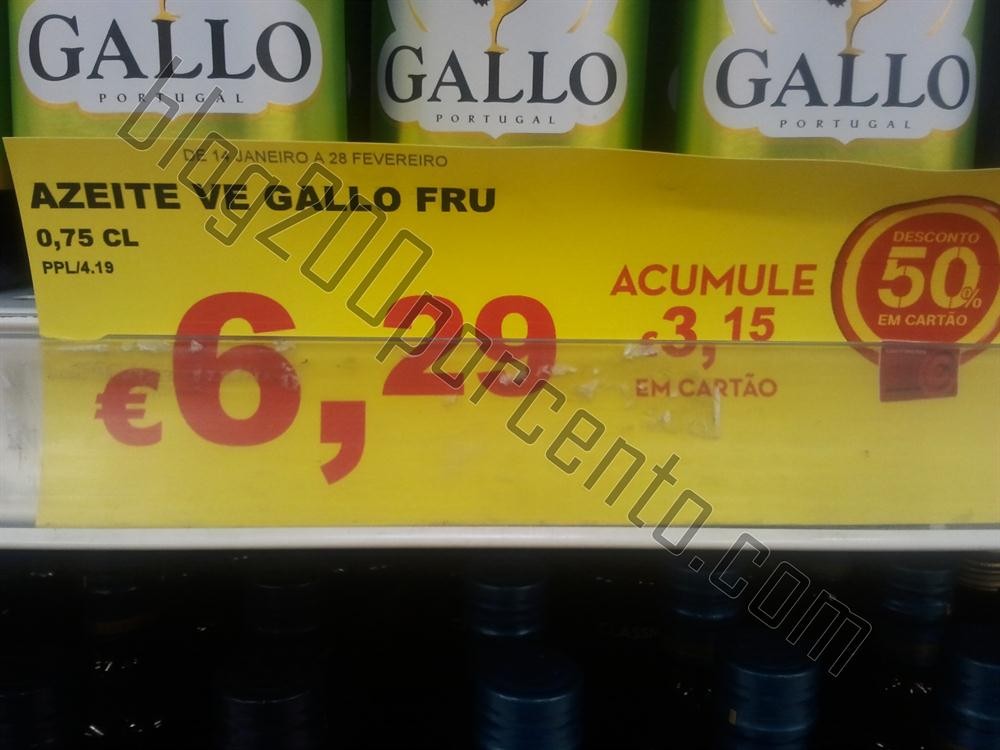 GALLO
PORTUGAL
GALLO
PORTUGAL
GALLO
PORTUGAL
DE 14 JANEIRO A 28 FEVEREIRO
AZEITE VE GALLO FRU
0,75 CL
PPL/4.19
€6,29
ACUMULE
€3,15
EM CARTÃO
DESCONTO
50%
EM CARTÃO
blog200porcento.com